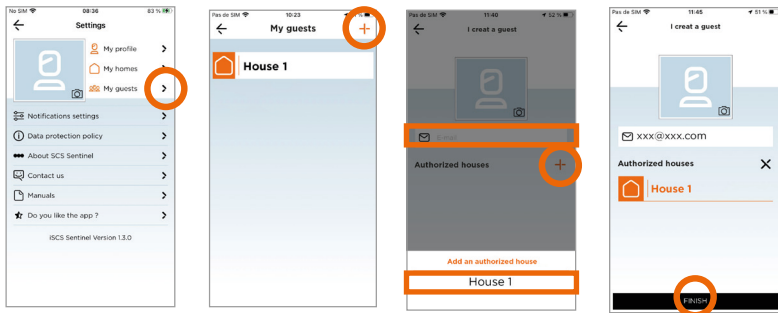 No SIM 08:36 83 %
Settings
My profile
My homes
My guests
Notifications settings
Data protection policy
About SCS Sentinel
Contact us
Manuals
Do you like the app ?
iSCS Sentinel Version 1.3.0
Pas de SIM 10:23
My guests
House 1
Pas de SIM 11:40 52 %
I creat a guest
E-mail
Authorized houses
Add an authorized house
House 1
Pas de SIM 11:45 51 %
I creat a guest
xxx@xxx.com
Authorized houses
House 1
FINISH